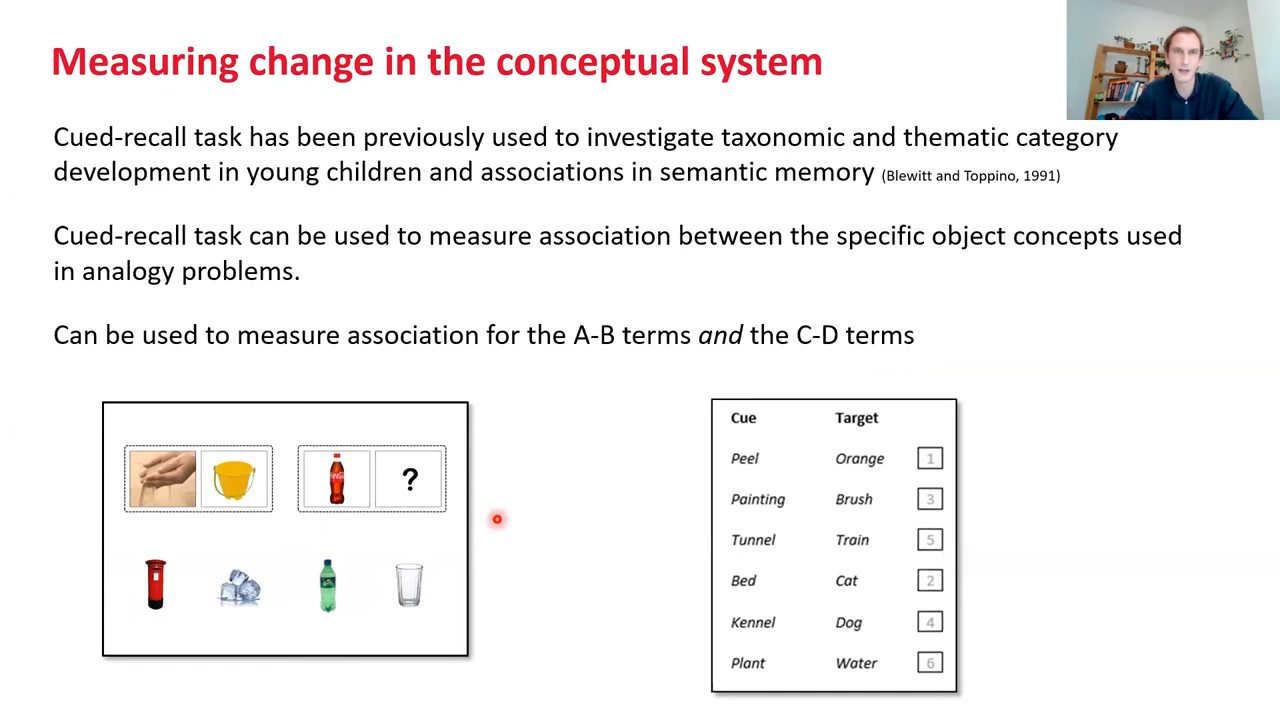 Measuring change in the conceptual system
Cued-recall task has been previously used to investigate taxonomic and thematic category
development in young children and associations in semantic memory (Blewitt and Toppino, 1991)
Cued-recall task can be used to measure association between the specific object concepts used
in analogy problems.
Can be used to measure association for the A-B terms and the C-D terms
?
Cue Target
Peel Orange 1
Painting Brush 3
Tunnel Train 5
Bed Cat 2
Kennel Dog 4
Plant Water 6